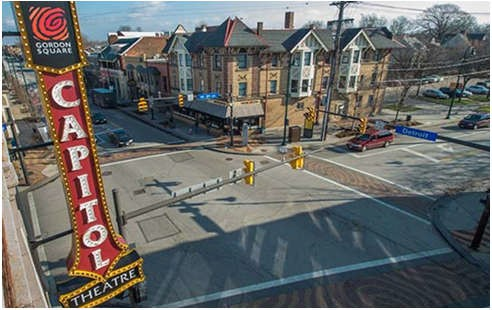 GORDON
SQUARE
CAPITOL
THEATRE
Detroit